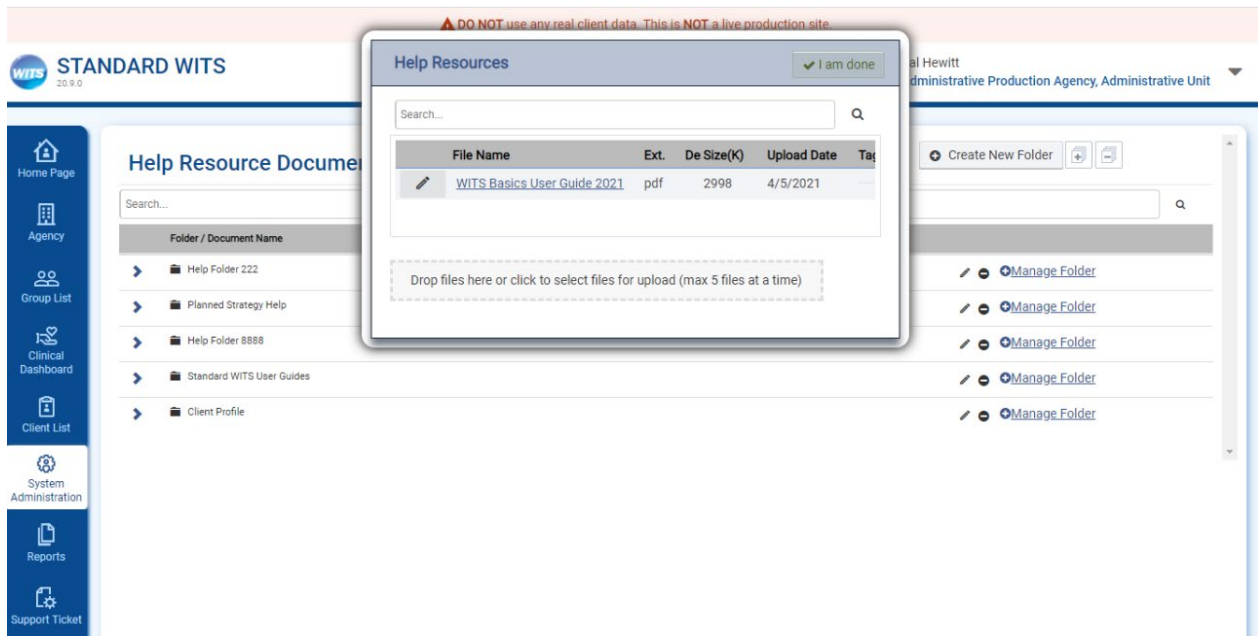 DO NOT use any real client data. This is NOT a live production site.
WITS STANDARD WITS
20.9.0
al Hewitt
dministrative Production Agency, Administrative Unit
Help Resources
I am done
Search...
File Name Ext. De Size(K) Upload Date Tag
WITS Basics User Guide 2021 pdf 2998 4/5/2021
Drop files here or click to select files for upload (max 5 files at a time)
Home Page
Agency
Group List
Clinical
Dashboard
Client List
System
Administration
Reports
Support Ticket
Help Resource Documen
Create New Folder
Search...
Folder / Document Name
Help Folder 222 Manage Folder
Planned Strategy Help Manage Folder
Help Folder 8888 Manage Folder
Standard WITS User Guides Manage Folder
Client Profile Manage Folder